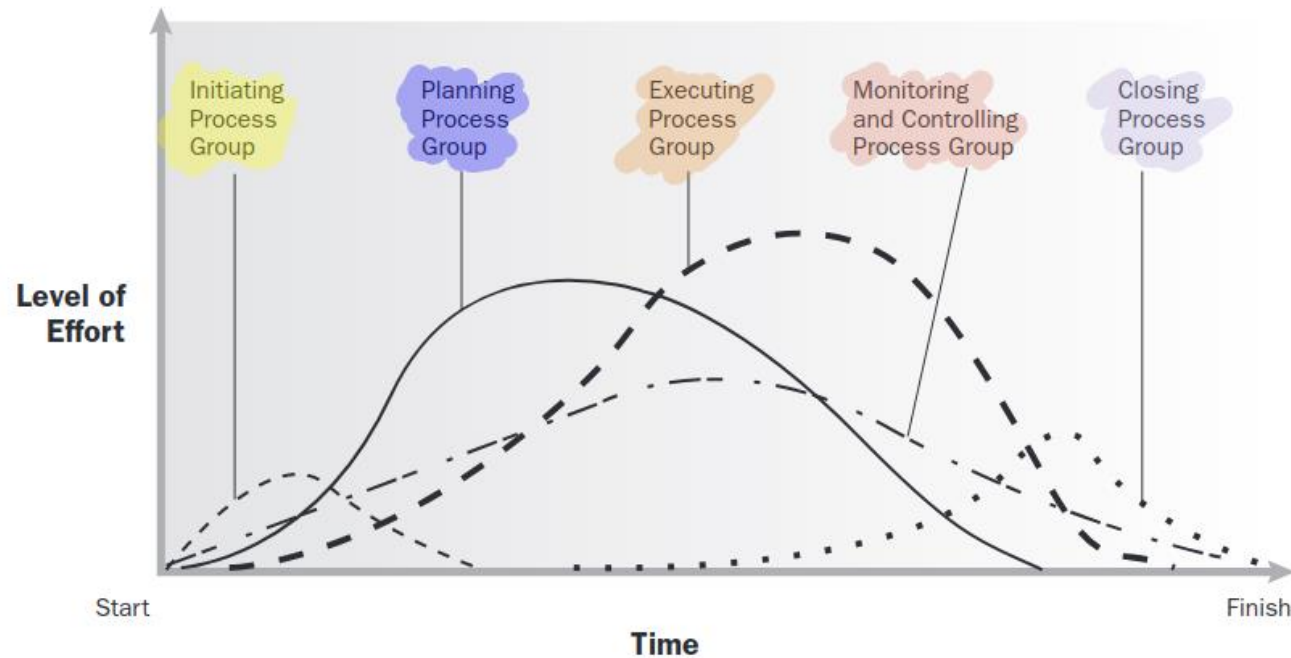 Initiating
Process
Group
Planning
Process
Group
Executing
Process
Group
Monitoring
and Controlling
Process Group
Closing
Process
Group
Level of
Effort
Start
Finish
Time